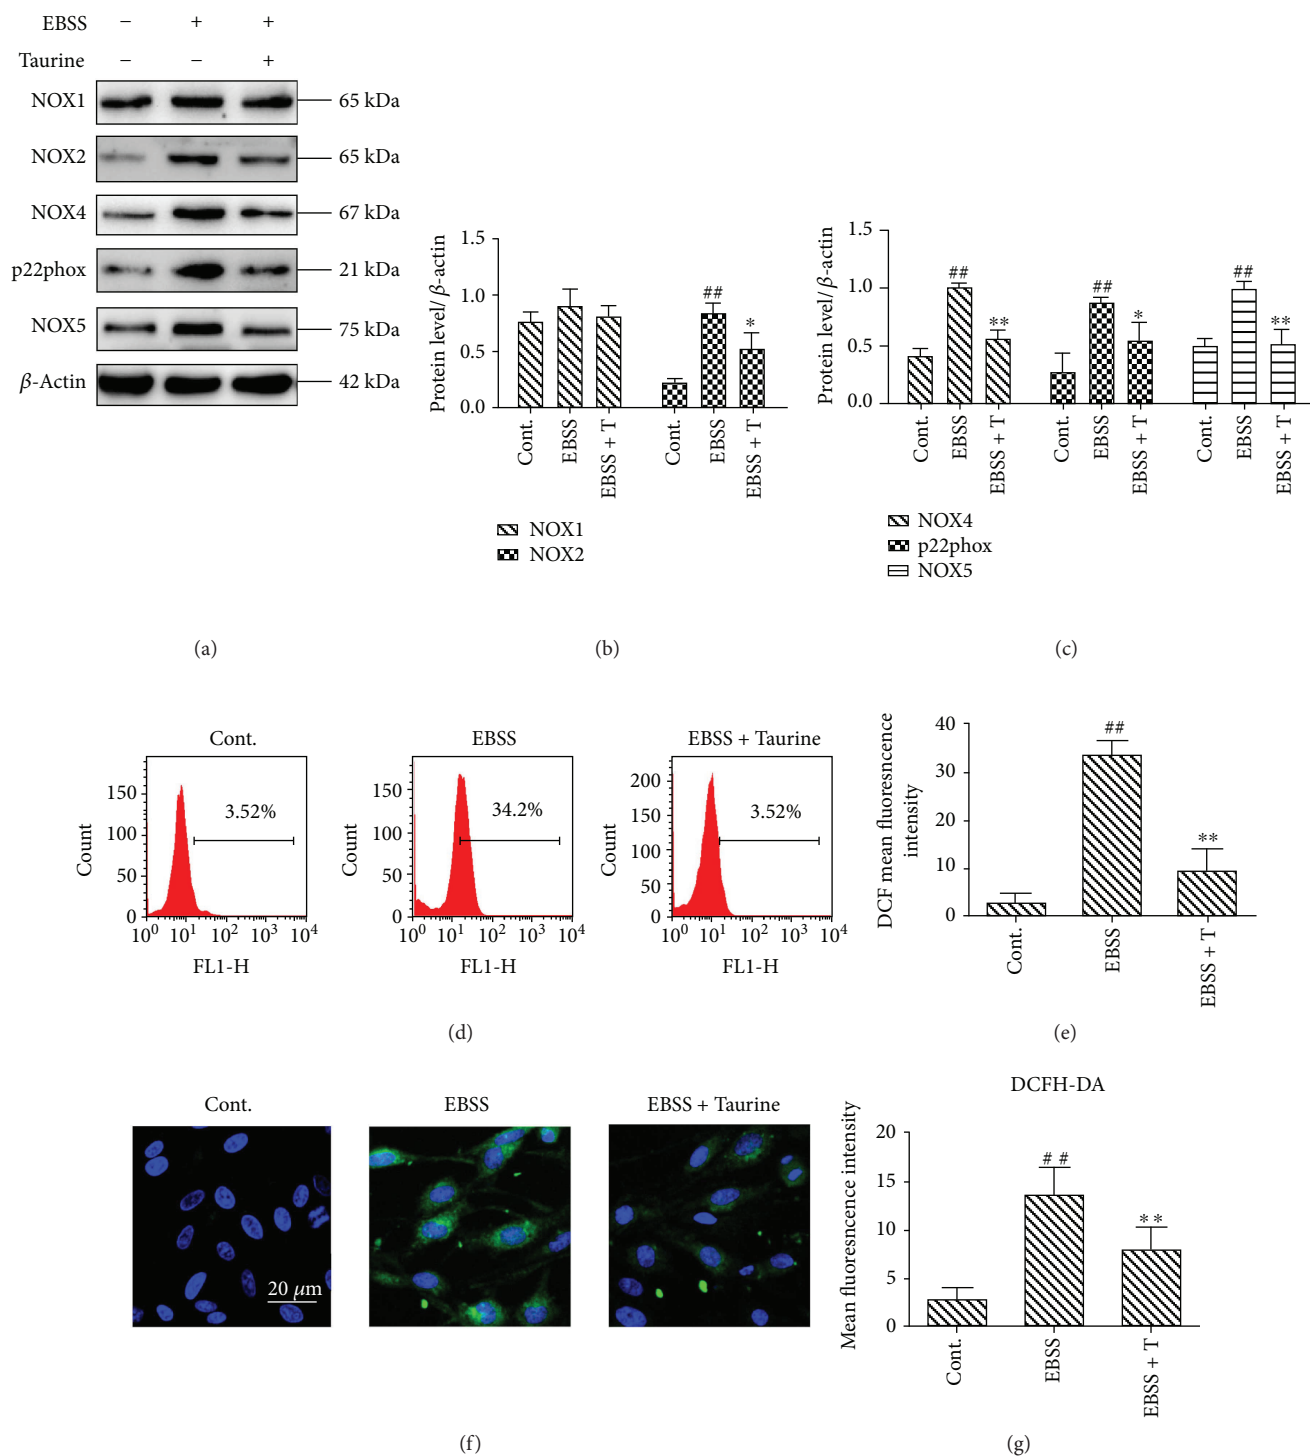 EBSS − + +
Taurine − − +
NOX1 65 kDa
NOX2 65 kDa
NOX4 67 kDa
p22phox 21 kDa
NOX5 75 kDa
β-Actin 42 kDa
(a)
Protein level/β-actin
1.5
1.0
0.5
0.0
##
*
Cont.
EBSS
EBSS + T
Cont.
EBSS
EBSS + T
NOX1
NOX2
(b)
Protein level/β-actin
1.5
1.0
0.5
0.0
##
**
##
*
##
**
Cont.
EBSS
EBSS + T
Cont.
EBSS
EBSS + T
Cont.
EBSS
EBSS + T
NOX4
p22phox
NOX5
(c)
Cont.
Count
150
100
50
0
3.52%
10⁰ 10¹ 10² 10³ 10⁴
FL1-H
EBSS
Count
150
100
50
0
34.2%
10⁰ 10¹ 10² 10³ 10⁴
FL1-H
EBSS + Taurine
Count
200
150
100
50
0
3.52%
10⁰ 10¹ 10² 10³ 10⁴
FL1-H
(d)
DCF mean fluorescence
intensity
40
30
20
10
0
##
**
Cont.
EBSS
EBSS + T
(e)
Cont.
EBSS
EBSS + Taurine
20 μm
(f)
DCFH-DA
Mean fluoresncence intensity
20
15
10
5
0
# #
**
Cont.
EBSS
EBSS + T
(g)